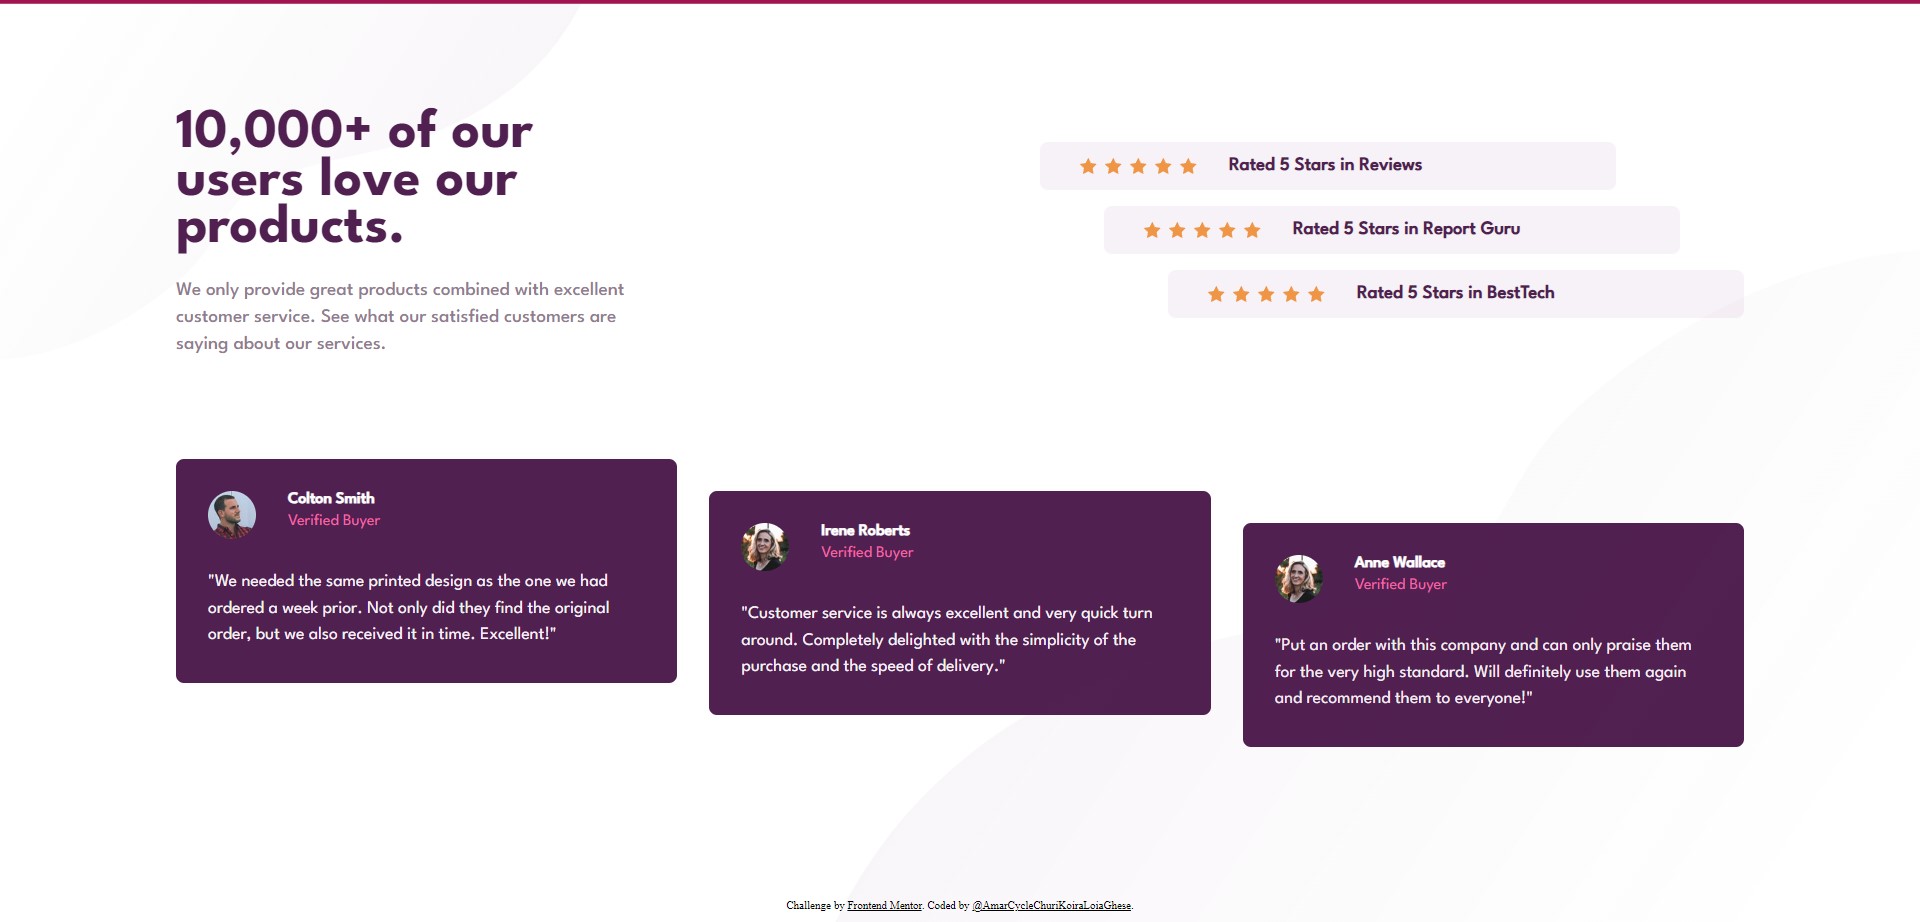 10,000+ of our
users love our
products.
We only provide great products combined with excellent
customer service. See what our satisfied customers are
saying about our services.
Rated 5 Stars in Reviews
Rated 5 Stars in Report Guru
Rated 5 Stars in BestTech
Colton Smith
Verified Buyer
"We needed the same printed design as the one we had
ordered a week prior. Not only did they find the original
order, but we also received it in time. Excellent!"
Irene Roberts
Verified Buyer
"Customer service is always excellent and very quick turn
around. Completely delighted with the simplicity of the
purchase and the speed of delivery."
Anne Wallace
Verified Buyer
"Put an order with this company and can only praise them
for the very high standard. Will definitely use them again
and recommend them to everyone!"
Challenge by Frontend Mentor. Coded by @AmarCycleChuriKoiraLoiaGhese.